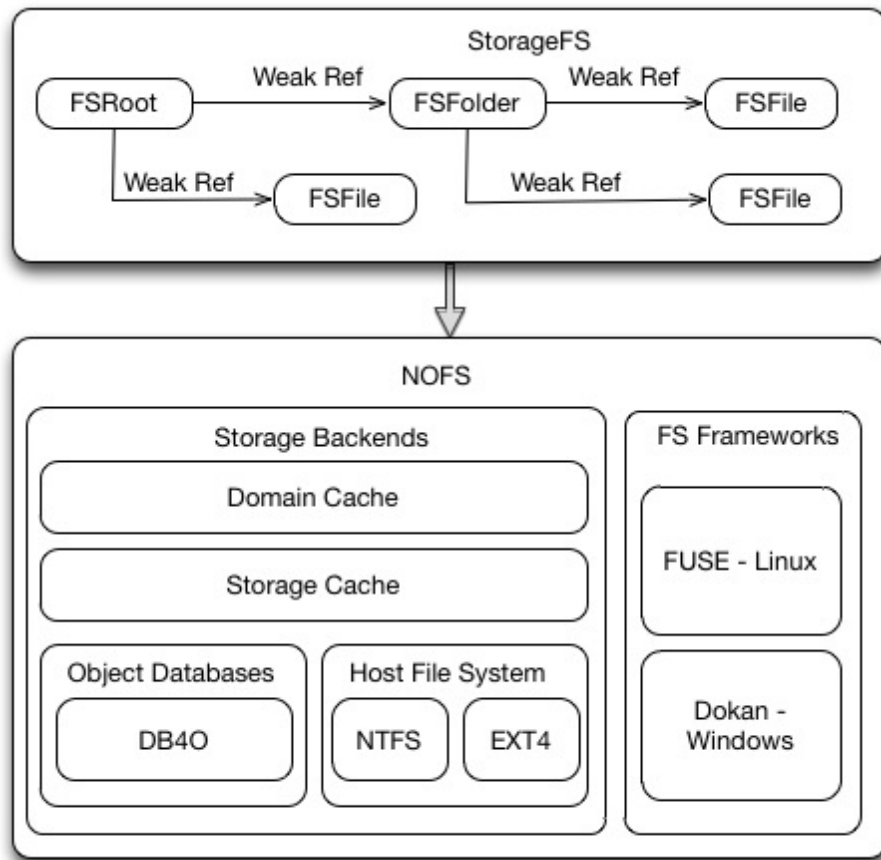 StorageFS
Weak Ref
Weak Ref
FSRoot
FSFolder
FSFile
Weak Ref
Weak Ref
FSFile
FSFile
NOFS
Storage Backends
FS Frameworks
Domain Cache
FUSE - Linux
Storage Cache
Object Databases
Host File System
DB4O
NTFS
EXT4
Dokan -
Windows